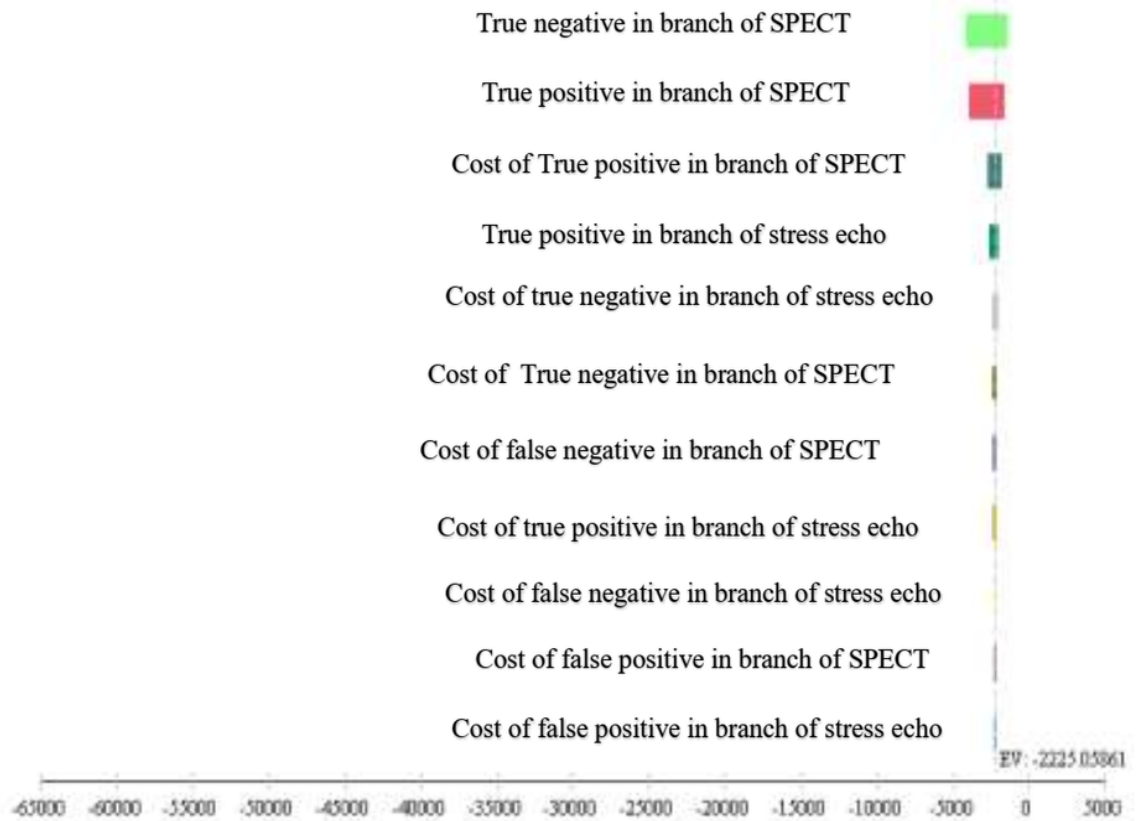 True negative in branch of SPECT
True positive in branch of SPECT
Cost of True positive in branch of SPECT
True positive in branch of stress echo
Cost of true negative in branch of stress echo
Cost of True negative in branch of SPECT
Cost of false negative in branch of SPECT
Cost of true positive in branch of stress echo
Cost of false negative in branch of stress echo
Cost of false positive in branch of SPECT
Cost of false positive in branch of stress echo
EV: -2225.05861
-65000 -60000 -55000 -50000 -45000 -40000 -35000 -30000 -25000 -20000 -15000 -10000 -5000 0 5000